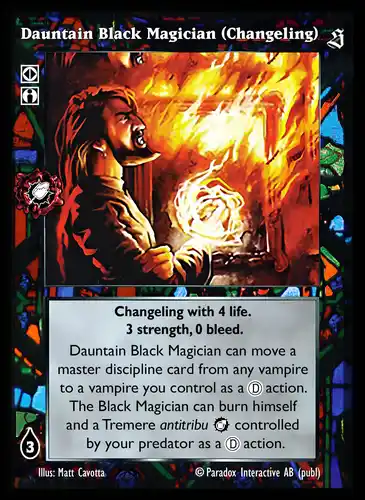 Dauntain Black Magician (Changeling)
Changeling with 4 life.
3 strength, 0 bleed.
Dauntain Black Magician can move a
master discipline card from any vampire
to a vampire you control as a Ⓓ action.
The Black Magician can burn himself
and a Tremere antitribu controlled
by your predator as a Ⓓ action.
3
Illus: Matt Cavotta
© Paradox Interactive AB (publ)